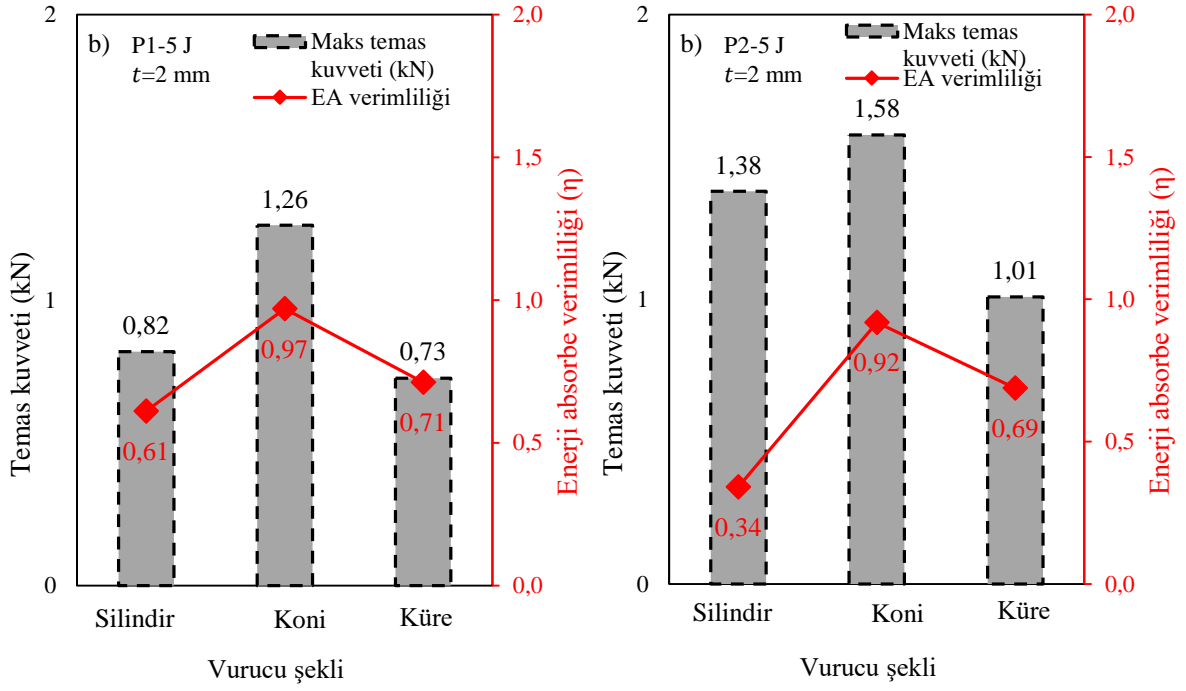 b) P1-5 J
t=2 mm
Maks temas
kuvveti (kN)
EA verimliliği
2
1
0
Temas kuvveti (kN)
0,82
1,26
0,73
0,61
0,97
0,71
2,0
1,5
1,0
0,5
0,0
Enerji absorbe verimliliği (η)
Silindir Koni Küre
Vurucu şekli
b) P2-5 J
t=2 mm
Maks temas
kuvveti (kN)
EA verimliliği
2
1
0
Temas kuvveti (kN)
1,38
1,58
1,01
0,34
0,92
0,69
2,0
1,5
1,0
0,5
0,0
Enerji absorbe verimliliği (η)
Silindir Koni Küre
Vurucu şekli